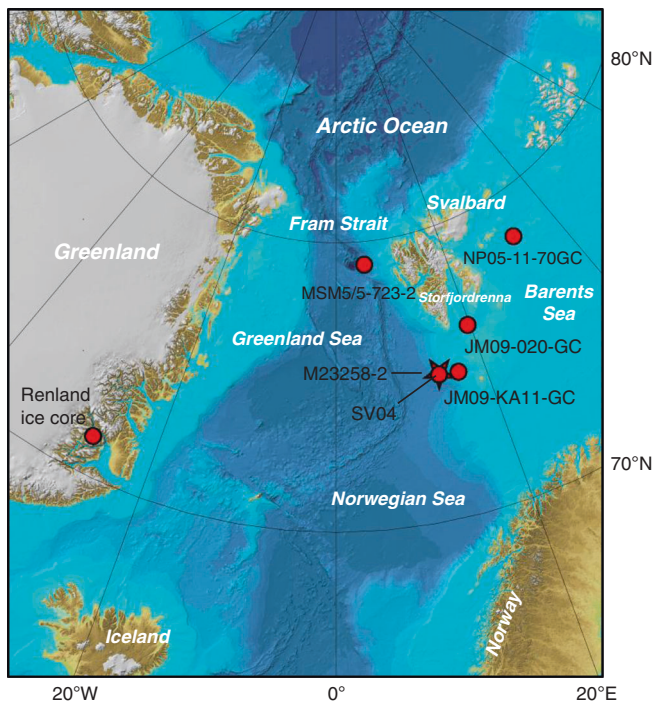 80°N
Arctic Ocean
Svalbard
Fram Strait
Greenland
NP05-11-70GC
MSM5/5-723-2
Storfjordrenna
Barents
Sea
Greenland Sea
JM09-020-GC
M23258-2
Renland
ice core
JM09-KA11-GC
SV04
70°N
Norwegian Sea
Norway
Iceland
20°W
0°
20°E